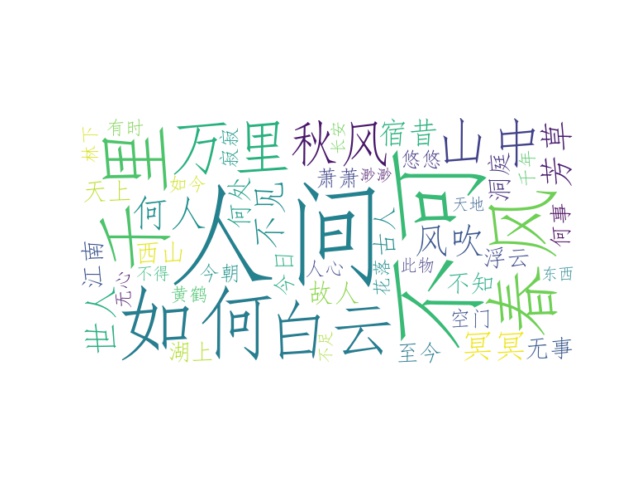 人间
不可
千里
万里
春风
如何
白云
秋风
山中
宿昔
芳草
洞庭
千年
悠悠
长安
寂寂
有时
林下
天上
如今
何人
何处
不见
萧萧
渺渺
古人
风吹
天地
何事
江南
西山
无心
不得
今朝
今日
人心
花落
此物
浮云
不知
东西
世人
黄鹤
故人
湖上
不足
至今
空门
冥冥
无事